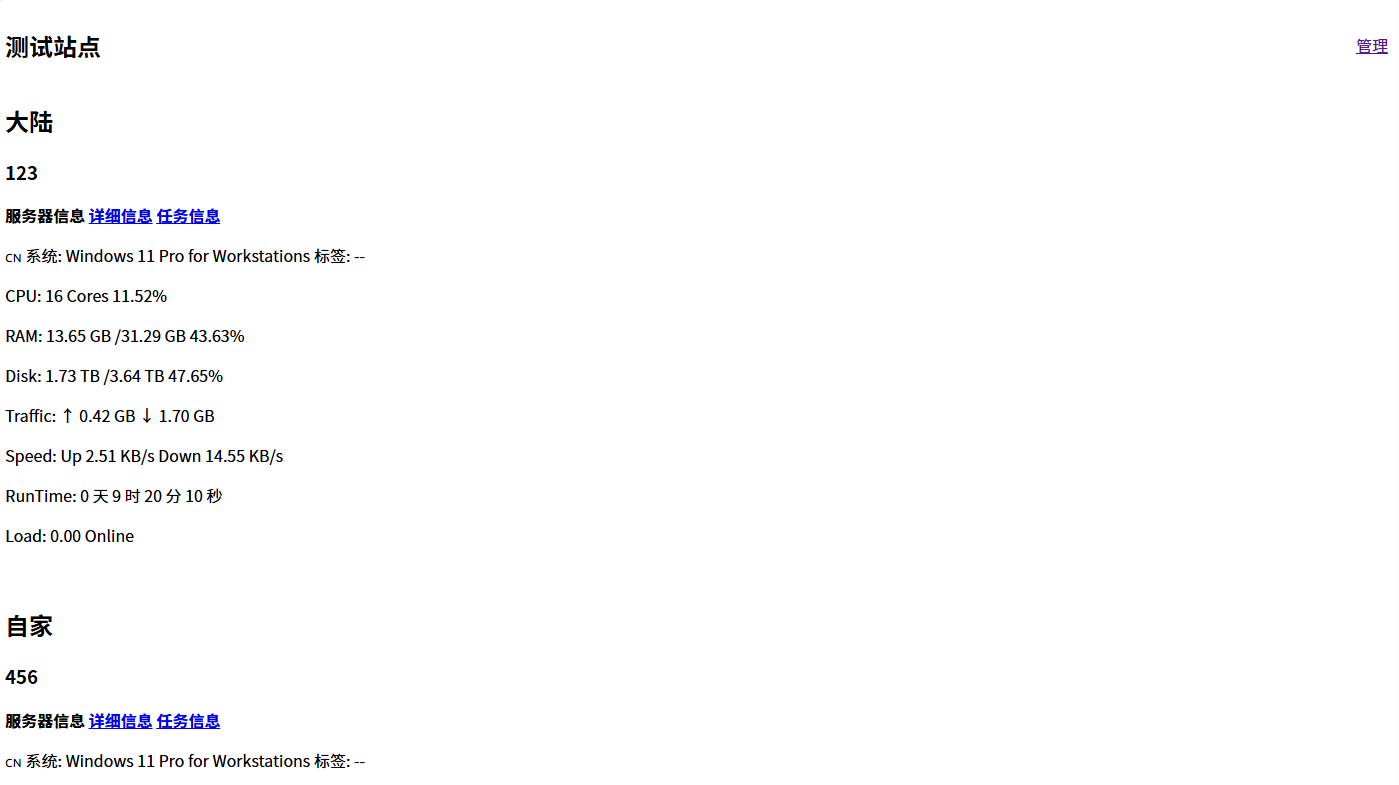 测试站点
管理
大陆
123
服务器信息 详细信息 任务信息
CN 系统: Windows 11 Pro for Workstations 标签: --
CPU: 16 Cores 11.52%
RAM: 13.65 GB /31.29 GB 43.63%
Disk: 1.73 TB /3.64 TB 47.65%
Traffic: ↑ 0.42 GB ↓ 1.70 GB
Speed: Up 2.51 KB/s Down 14.55 KB/s
RunTime: 0 天 9 时 20 分 10 秒
Load: 0.00 Online
自家
456
服务器信息 详细信息 任务信息
CN 系统: Windows 11 Pro for Workstations 标签: --